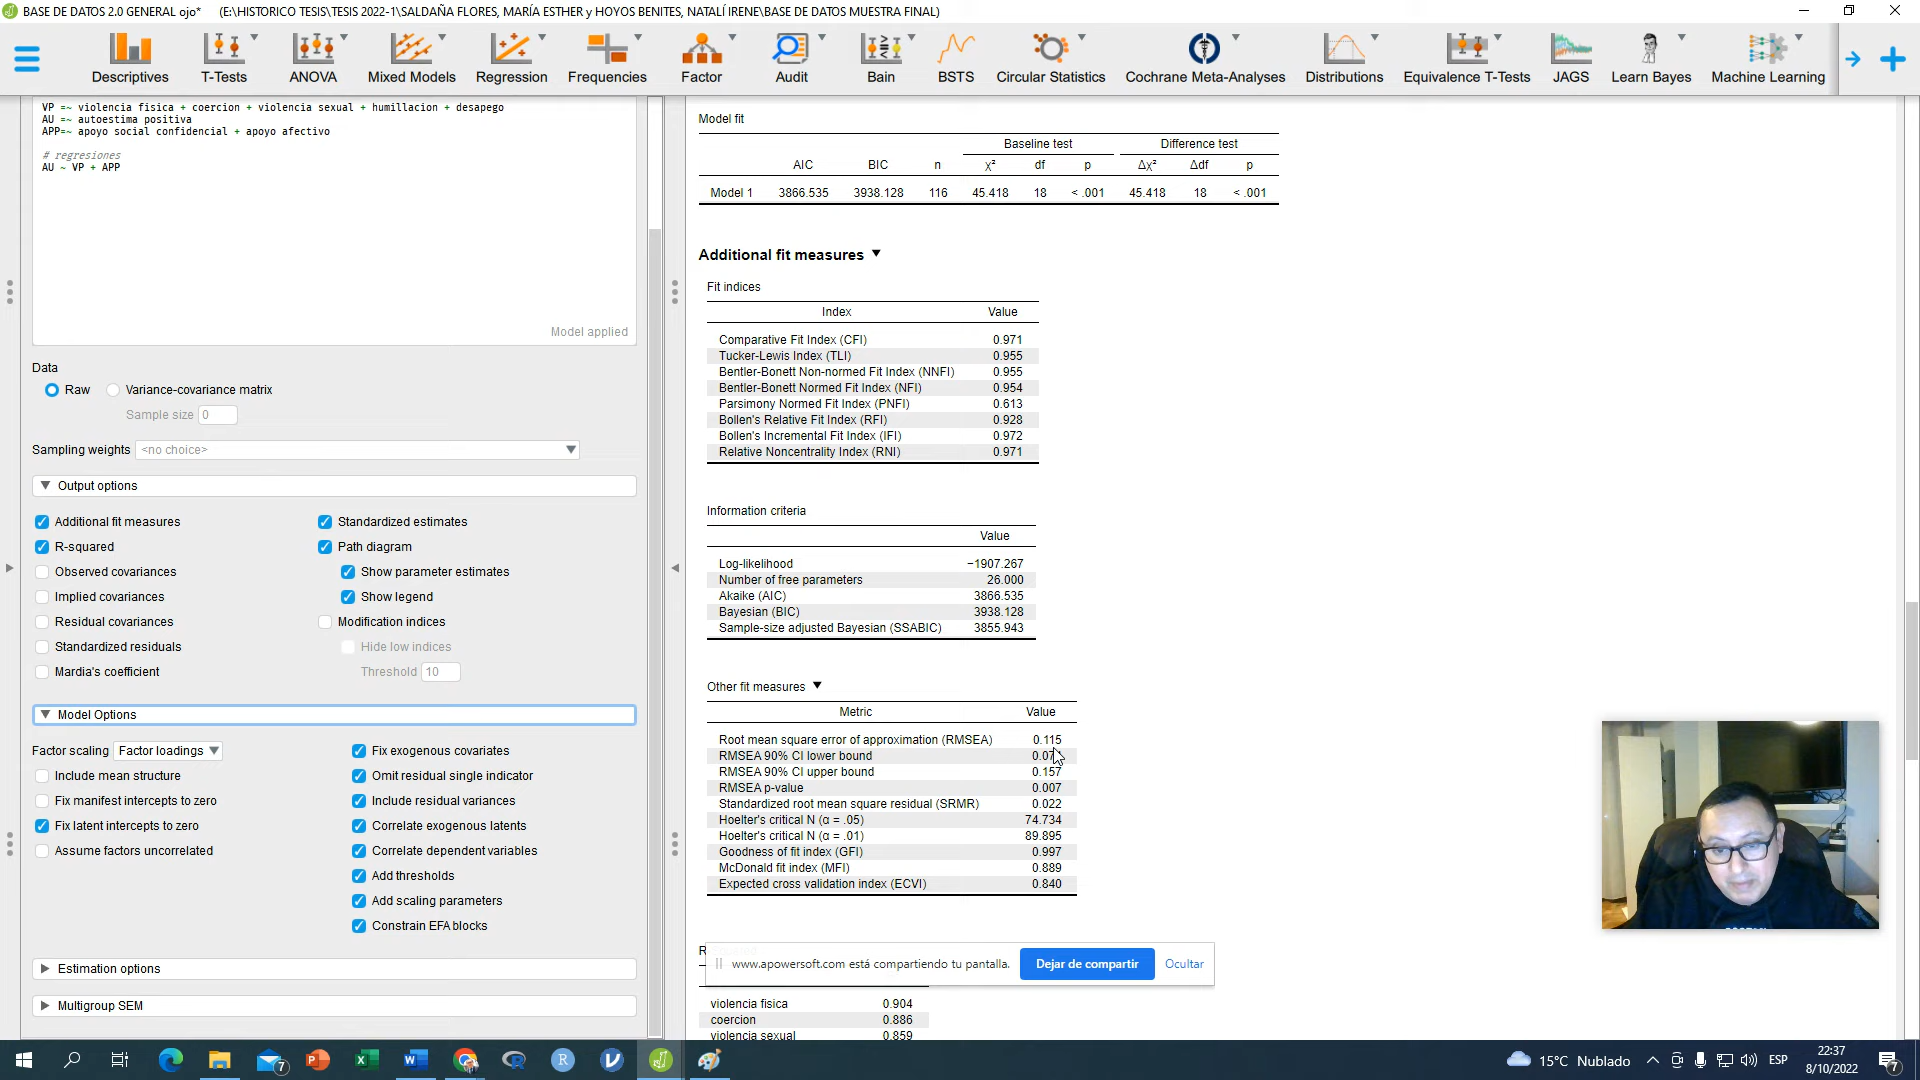 BASE DE DATOS 2.0 GENERAL ojo* (E:\HISTORICO TESIS\TESIS 2022-1\SALDAÑA FLORES, MARÍA ESTHER y HOYOS BENITES, NATALÍ IRENE\BASE DE DATOS MUESTRA FINAL)
Descriptives T-Tests ANOVA Mixed Models Regression Frequencies Factor Audit Bain BSTS Circular Statistics Cochrane Meta-Analyses Distributions Equivalence T-Tests JAGS Learn Bayes Machine Learning
VP =~ violencia fisica + coercion + violencia sexual + humillacion + desapego
AU =~ autoestima positiva
APP=~ apoyo social confidencial + apoyo afectivo
# regresiones
AU ~ VP + APP
Model applied
Data
Raw Variance-covariance matrix
Sample size 0
Sampling weights <no choice>
Output options
Additional fit measures Standardized estimates
R-squared Path diagram
Observed covariances Show parameter estimates
Implied covariances Show legend
Residual covariances Modification indices
Standardized residuals Hide low indices
Mardia's coefficient Threshold 10
Model Options
Factor scaling Factor loadings Fix exogenous covariates
Include mean structure Omit residual single indicator
Fix manifest intercepts to zero Include residual variances
Fix latent intercepts to zero Correlate exogenous latents
Assume factors uncorrelated Correlate dependent variables
Add thresholds
Add scaling parameters
Constrain EFA blocks
Estimation options
Multigroup SEM
Model fit
Baseline test Difference test
AIC BIC n χ² df p Δχ² Δdf p
Model 1 3866.535 3938.128 116 45.418 18 < .001 45.418 18 < .001
Additional fit measures
Fit indices
Index Value
Comparative Fit Index (CFI) 0.971
Tucker-Lewis Index (TLI) 0.955
Bentler-Bonett Non-normed Fit Index (NNFI) 0.955
Bentler-Bonett Normed Fit Index (NFI) 0.954
Parsimony Normed Fit Index (PNFI) 0.613
Bollen's Relative Fit Index (RFI) 0.928
Bollen's Incremental Fit Index (IFI) 0.972
Relative Noncentrality Index (RNI) 0.971
Information criteria
Value
Log-likelihood −1907.267
Number of free parameters 26.000
Akaike (AIC) 3866.535
Bayesian (BIC) 3938.128
Sample-size adjusted Bayesian (SSABIC) 3855.943
Other fit measures
Metric Value
Root mean square error of approximation (RMSEA) 0.115
RMSEA 90% CI lower bound
RMSEA 90% CI upper bound 0.157
RMSEA p-value 0.007
Standardized root mean square residual (SRMR) 0.022
Hoelter's critical N (α = .05) 74.734
Hoelter's critical N (α = .01) 89.895
Goodness of fit index (GFI) 0.997
McDonald fit index (MFI) 0.889
Expected cross validation index (ECVI) 0.840
www.apowersoft.com está compartiendo tu pantalla. Dejar de compartir Ocultar
violencia fisica 0.904
coercion 0.886
violencia sexual 0.859
15°C Nublado ESP 22:37
8/10/2022